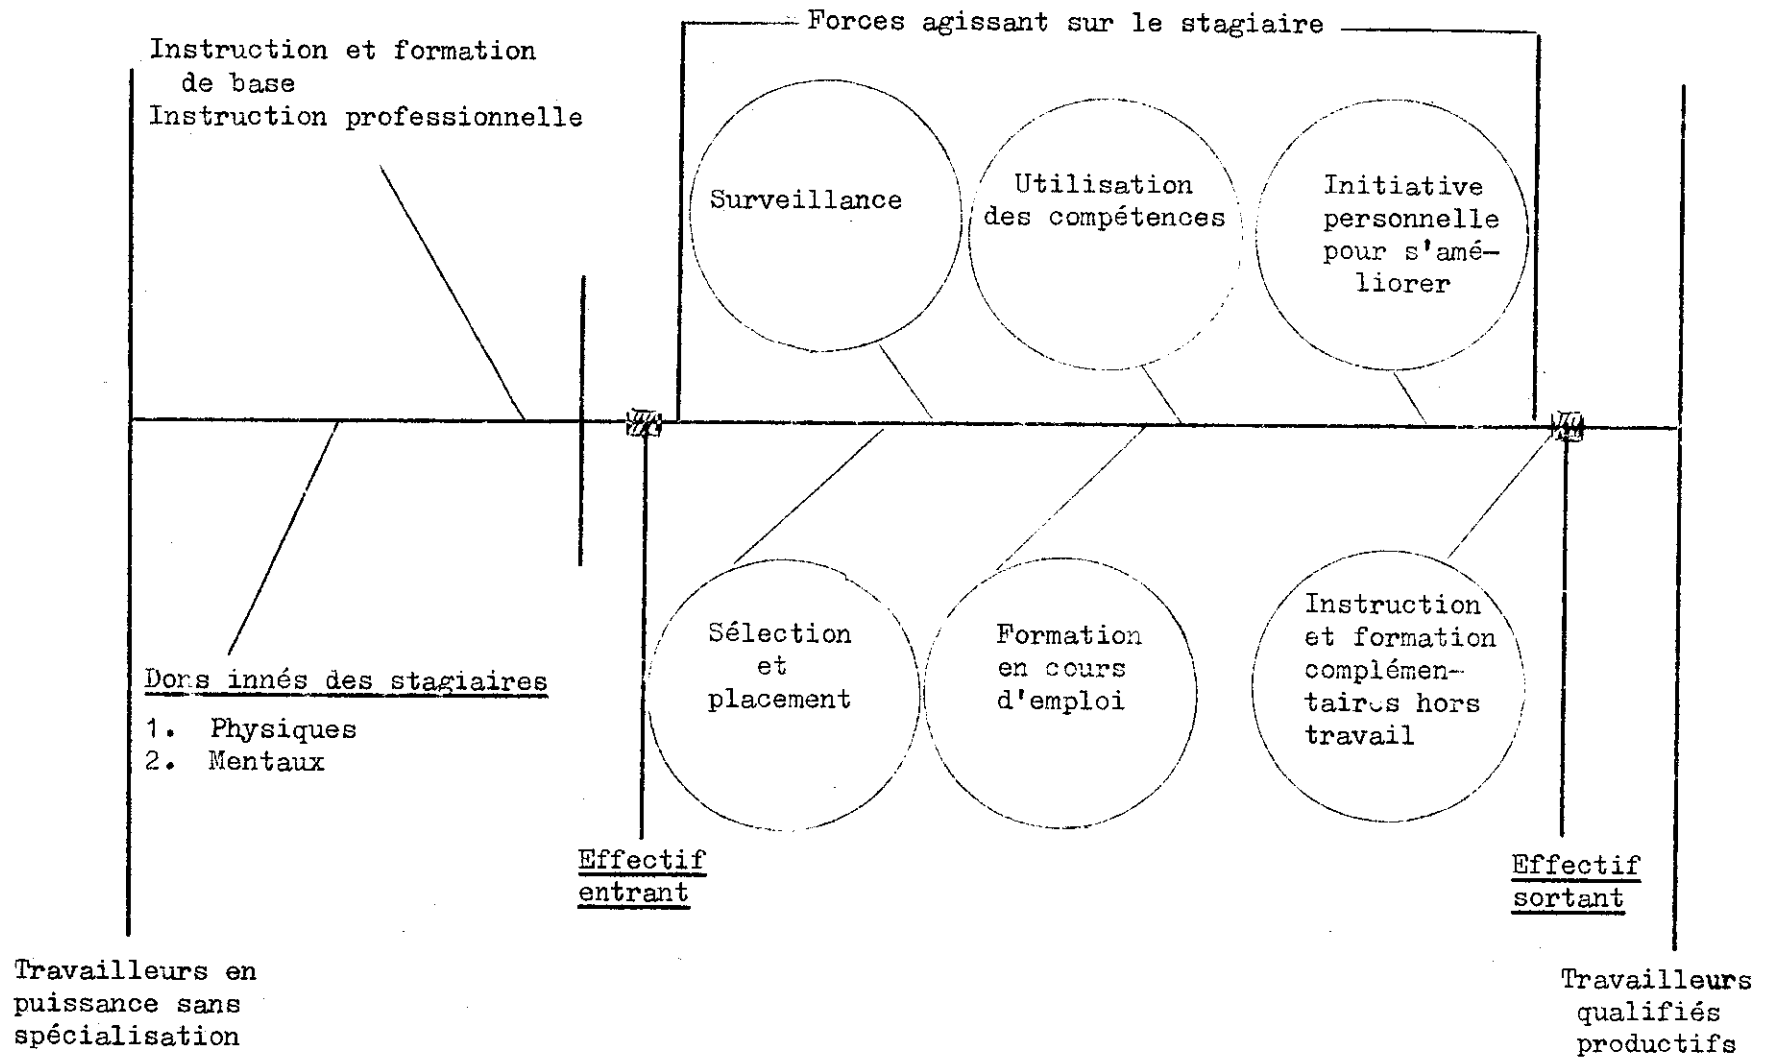 Forces agissant sur le stagiaire
Instruction et formation
de base
Instruction professionnelle
Surveillance
Utilisation
des compétences
Initiative
personnelle
pour s'amé-
liorer
Dons innés des stagiaires
1. Physiques
2. Mentaux
Sélection
et
placement
Formation
en cours
d'emploi
Instruction
et formation
complémen-
taires hors
travail
Effectif
entrant
Effectif
sortant
Travailleurs en
puissance sans
spécialisation
Travailleurs
qualifiés
productifs